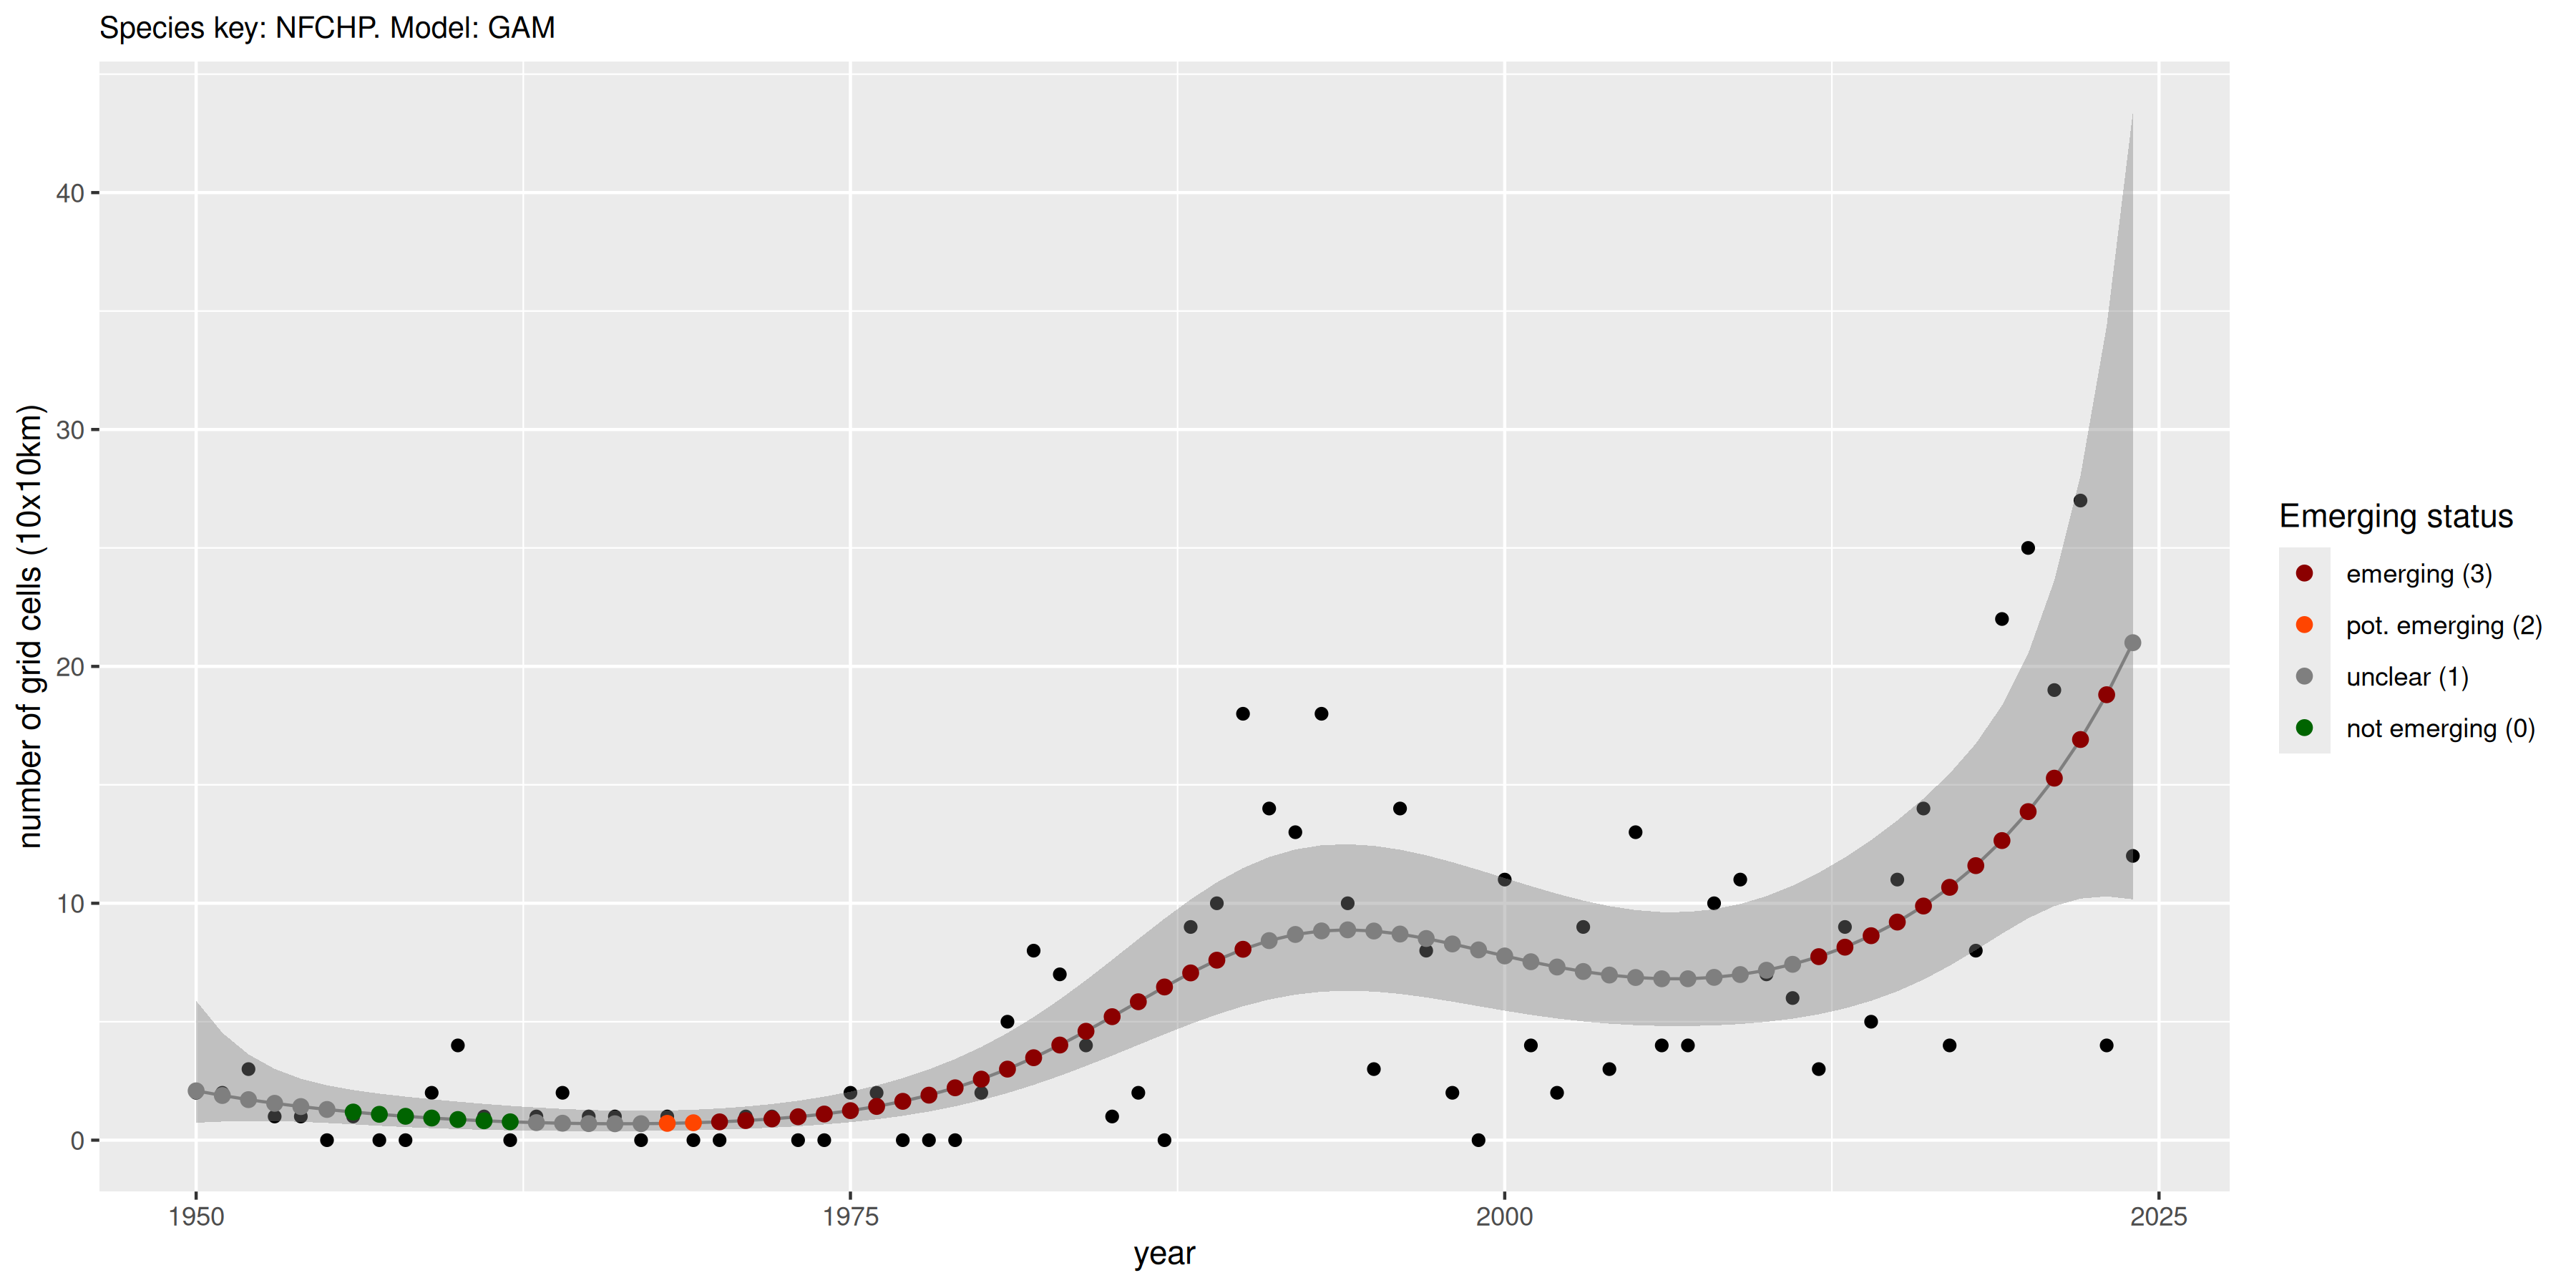 Species key: NFCHP. Model: GAM
number of grid cells (10x10km)
40
30
20
10
0
1950
1975
2000
2025
year
Emerging status
emerging (3)
pot. emerging (2)
unclear (1)
not emerging (0)